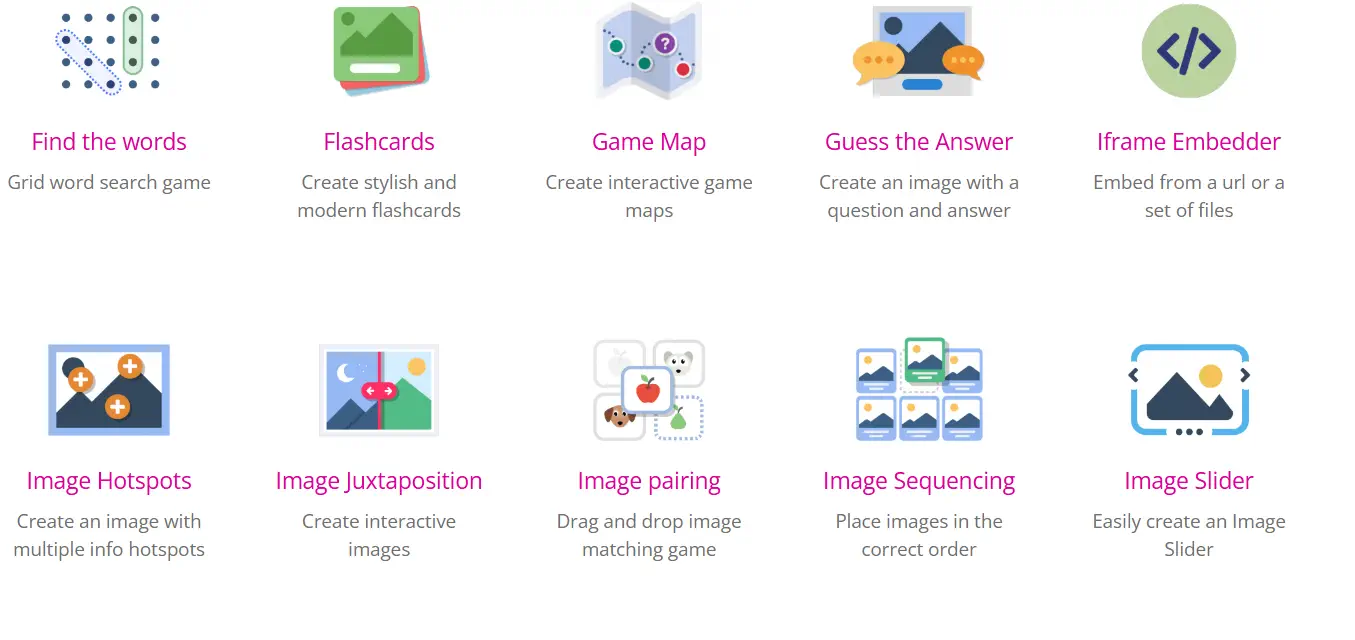 Find the words
Grid word search game
Flashcards
Create stylish and
modern flashcards
Game Map
Create interactive game
maps
Guess the Answer
Create an image with a
question and answer
Iframe Embedder
Embed from a url or a
set of files
Image Hotspots
Create an image with
multiple info hotspots
Image Juxtaposition
Create interactive
images
Image pairing
Drag and drop image
matching game
Image Sequencing
Place images in the
correct order
Image Slider
Easily create an Image
Slider